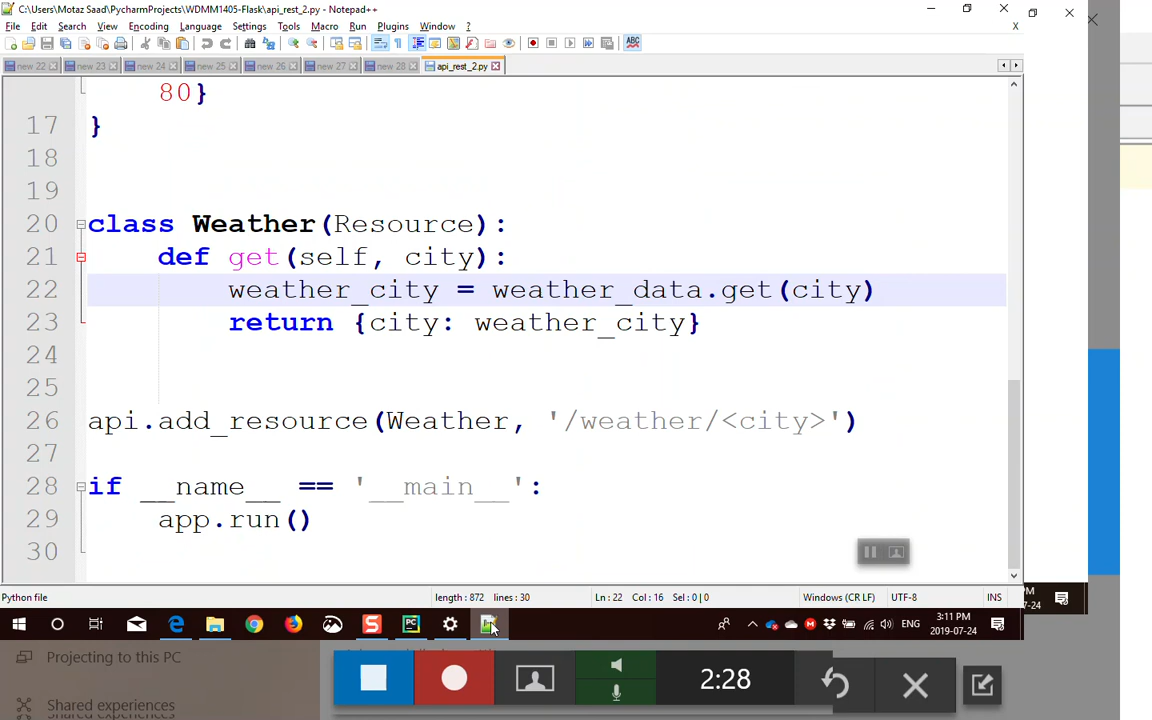 C:\Users\Motaz Saad\PycharmProjects\WDMM1405-Flask\api_rest_2.py - Notepad++
File Edit Search View Encoding Language Settings Tools Macro Run Plugins Window ?
X
new 22 new 23 new 24 new 25 new 26 new 27 new 28 api_rest_2.py
80}
17 }
18
19
20 class Weather(Resource):
21 def get(self, city):
22 weather_city = weather_data.get(city)
23 return {city: weather_city}
24
25
26 api.add_resource(Weather, '/weather/<city>')
27
28 if __name__ == '__main__':
29 app.run()
30
Python file length: 872 lines: 30 Ln: 22 Col: 16 Sel: 0 | 0 Windows (CR LF) UTF-8 INS
ENG 3:11 PM
2019-07-24
Projecting to this PC
2:28
Shared experiences